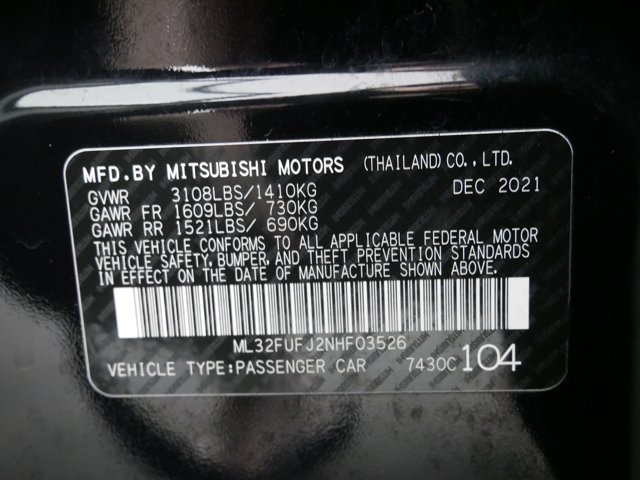 MFD.BY MITSUBISHI MOTORS (THAILAND) CO., LTD.
GVWR 3108LBS/1410KG DEC 2021
GAWR FR 1609LBS/ 730KG
GAWR RR 1521LBS/ 690KG
THIS VEHICLE CONFORMS TO ALL APPLICABLE FEDERAL MOTOR
VEHICLE SAFETY, BUMPER, AND THEFT PREVENTION STANDARDS
IN EFFECT ON THE DATE OF MANUFACTURE SHOWN ABOVE.
ML32FUFJ2NHF03526
VEHICLE TYPE:PASSENGER CAR 7430C 104